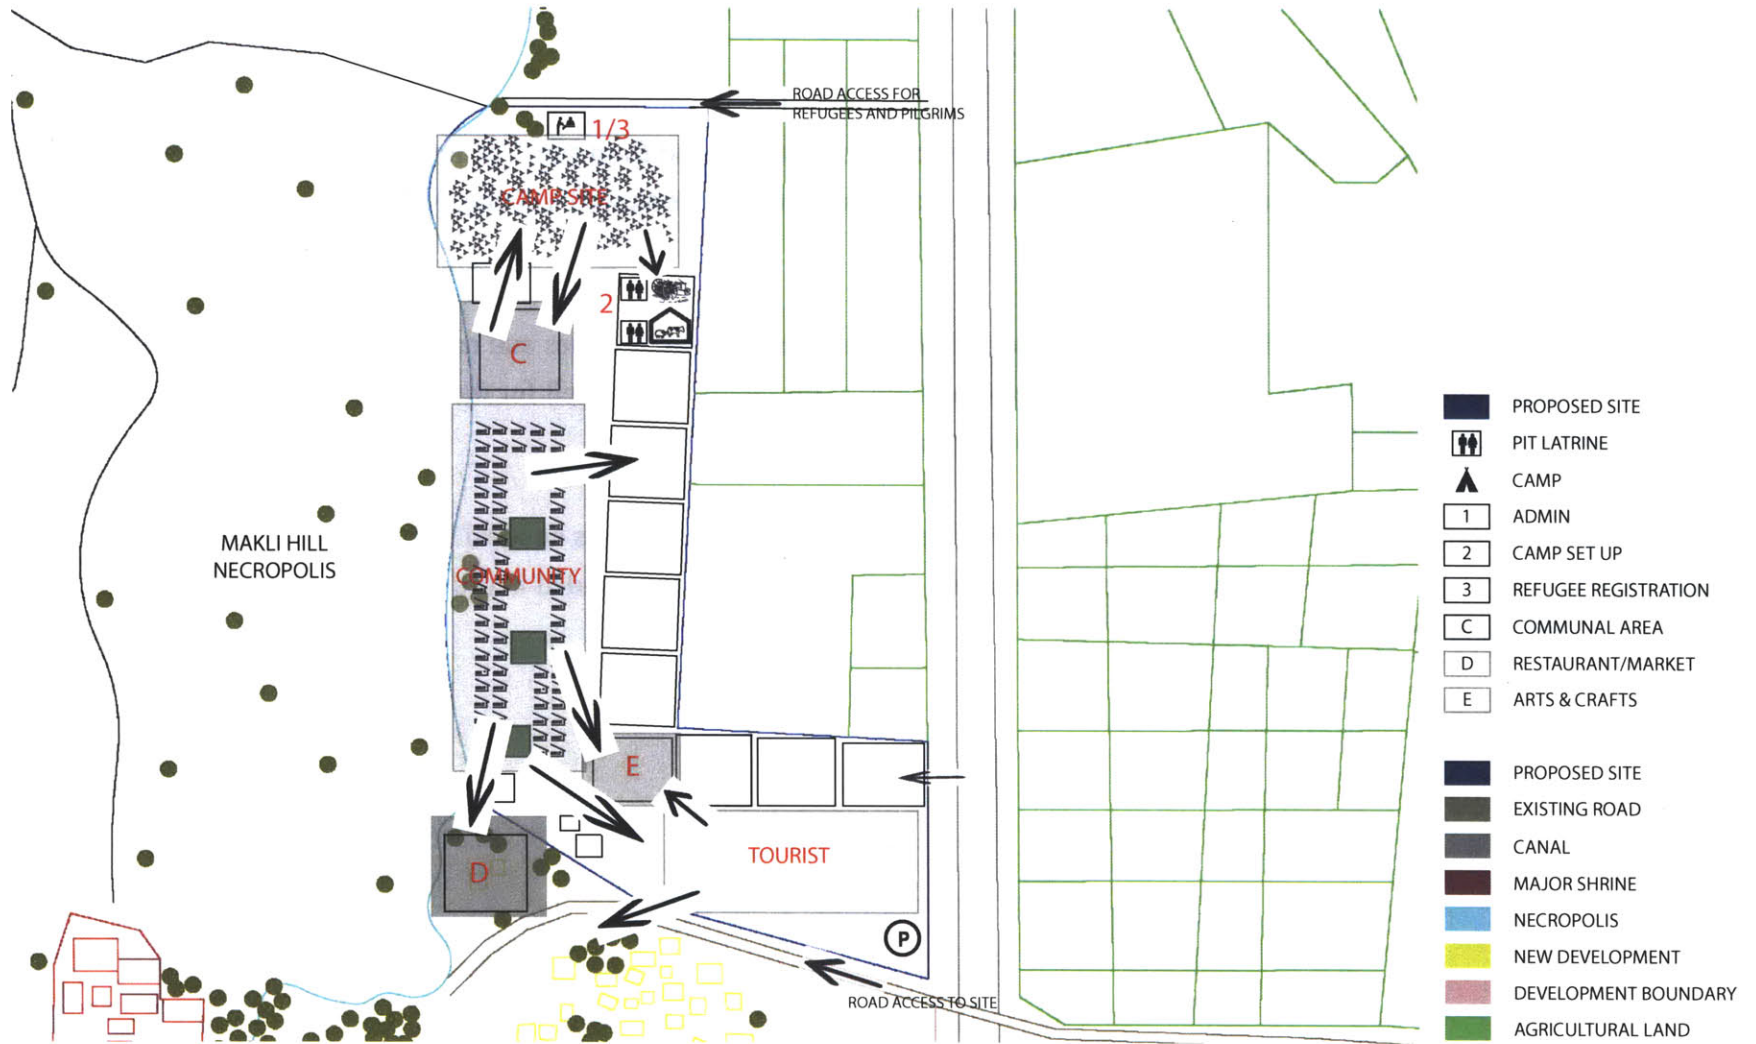 ROAD ACCESS FOR
REFUGEES AND PILGRIMS
1/3
CAMP SITE
2
C
MAKLI HILL
NECROPOLIS
COMMUNITY
E
D
TOURIST
P
ROAD ACCESS TO SITE
PROPOSED SITE
PIT LATRINE
CAMP
1 ADMIN
2 CAMP SET UP
3 REFUGEE REGISTRATION
C COMMUNAL AREA
D RESTAURANT/MARKET
E ARTS & CRAFTS
PROPOSED SITE
EXISTING ROAD
CANAL
MAJOR SHRINE
NECROPOLIS
NEW DEVELOPMENT
DEVELOPMENT BOUNDARY
AGRICULTURAL LAND